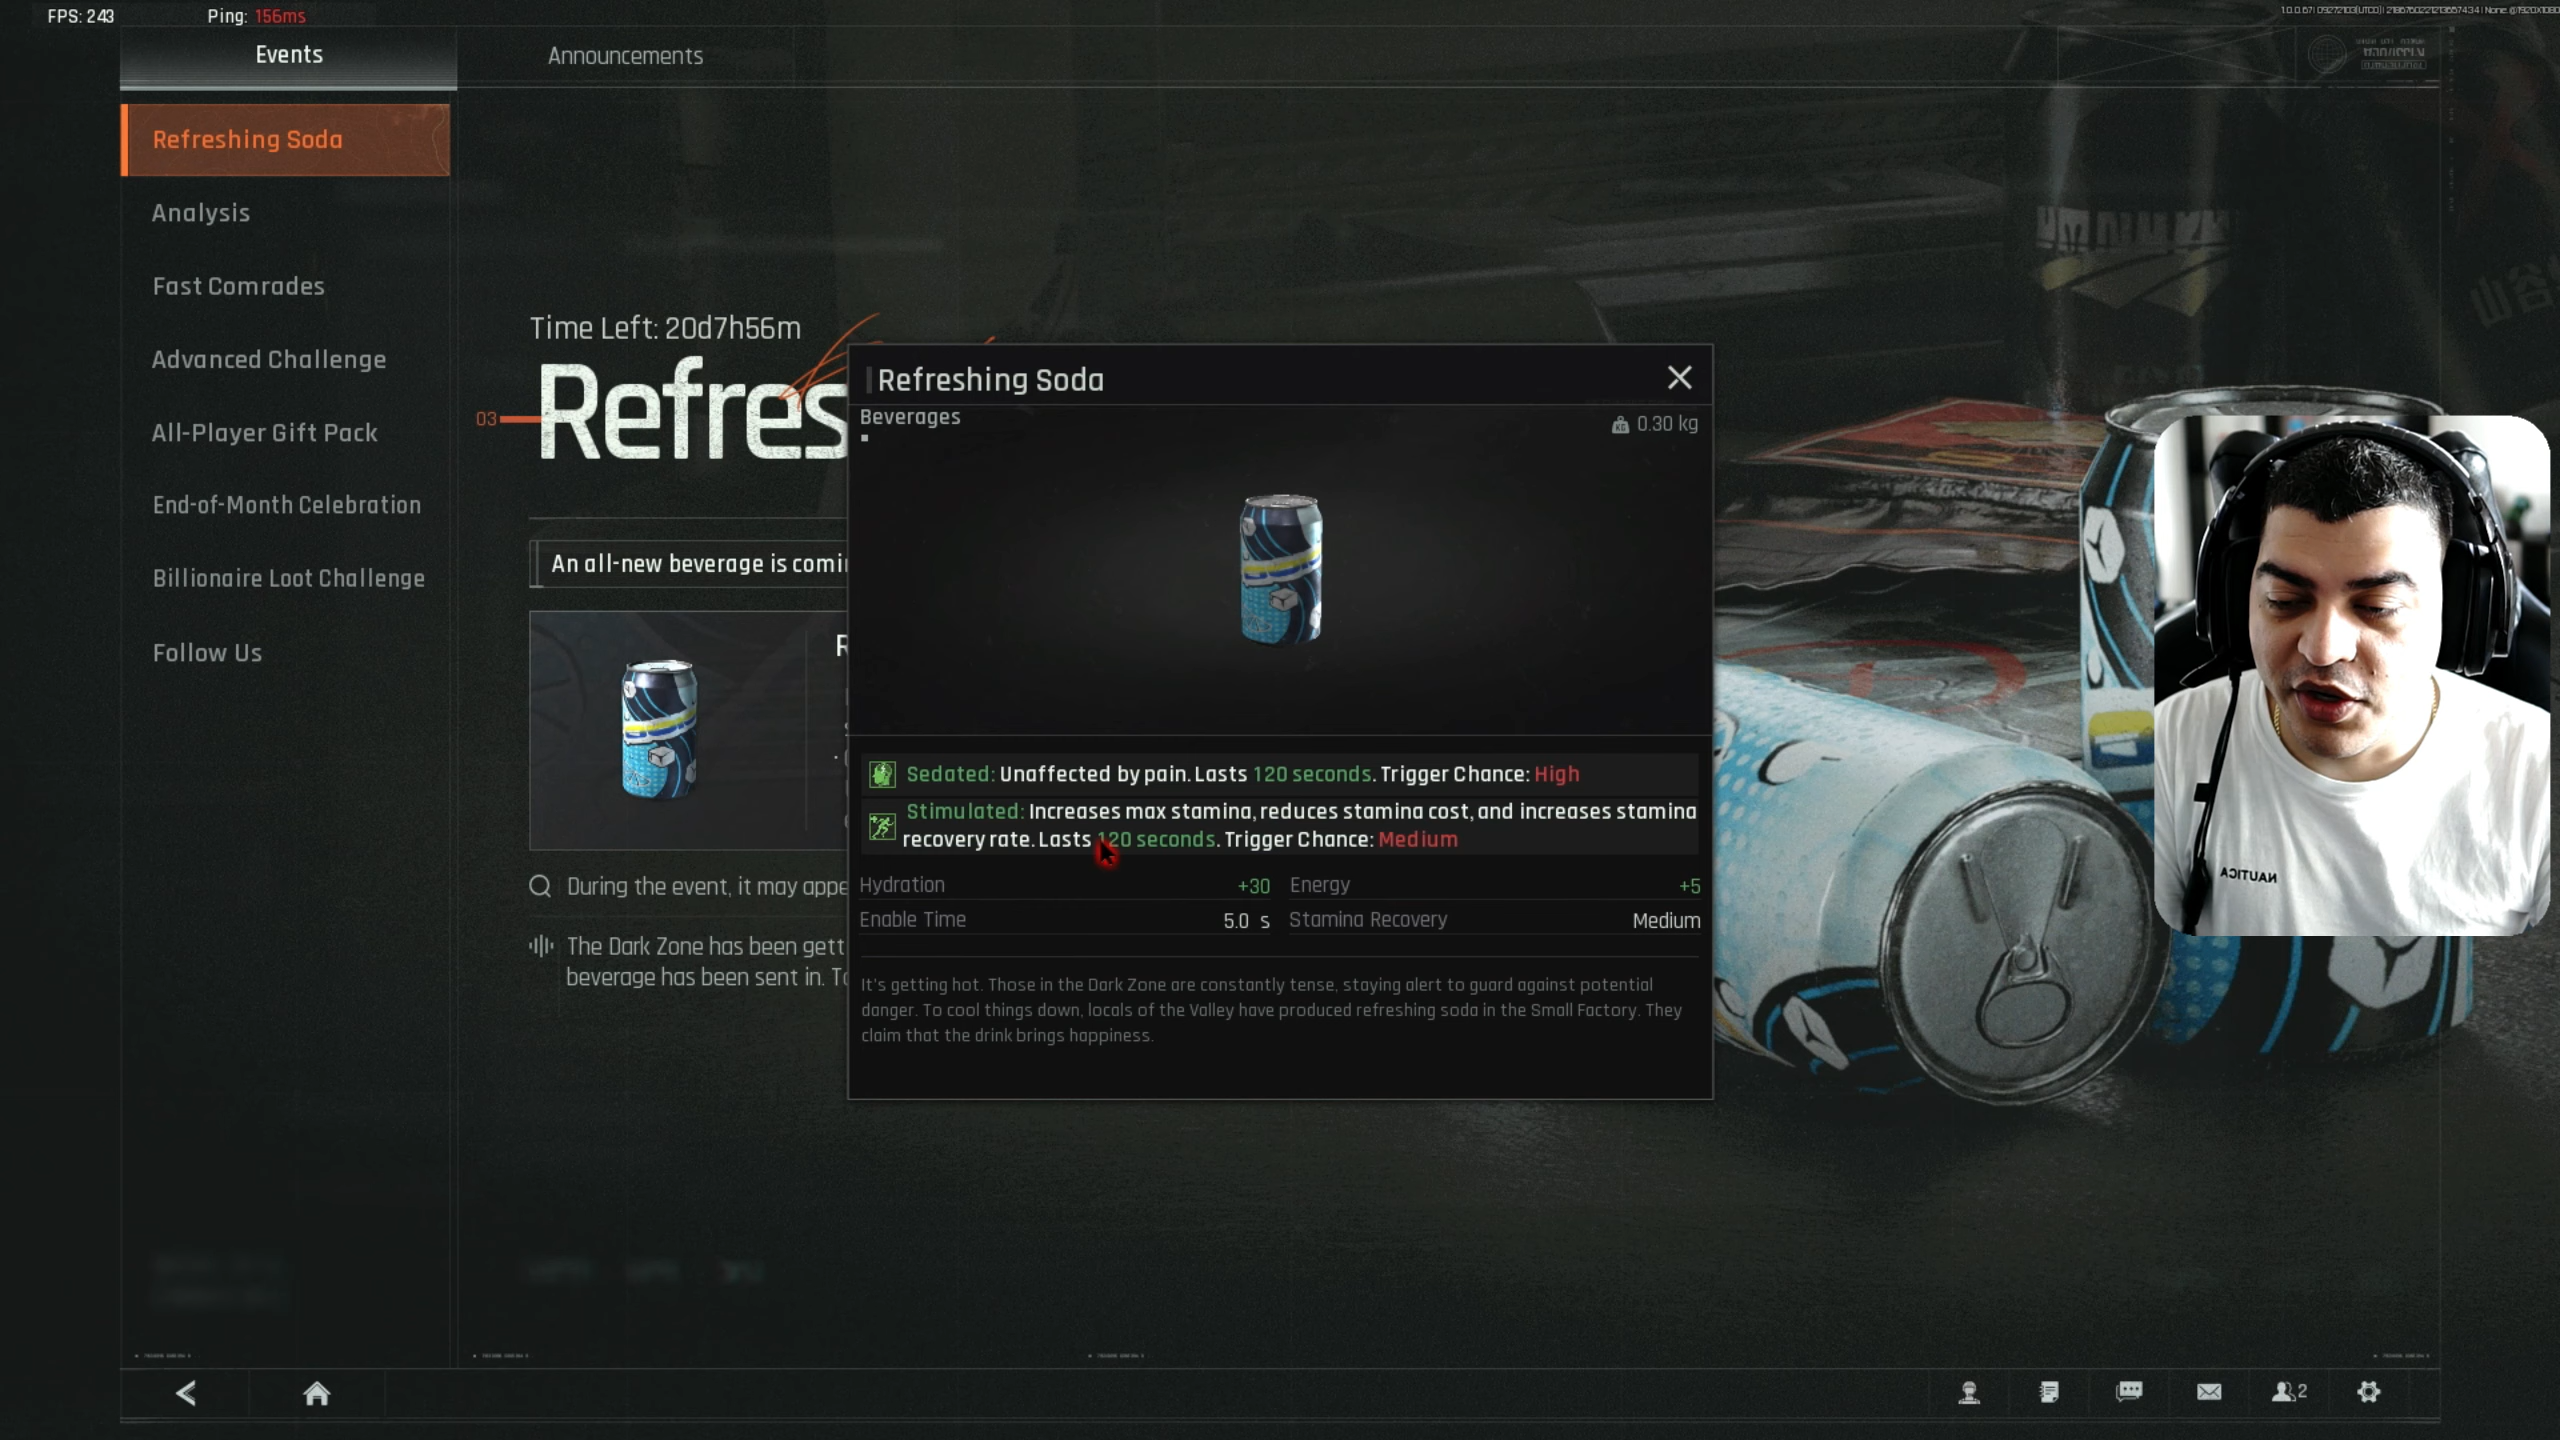 FPS: 243
Ping: 156ms
Events
Announcements
Refreshing Soda
Analysis
Fast Comrades
Advanced Challenge
All-Player Gift Pack
End-of-Month Celebration
Billionaire Loot Challenge
Follow Us
Time Left: 20d7h56m
03
Refres
An all-new beverage is comi
During the event, it may appe
The Dark Zone has been gett
beverage has been sent in. To
Refreshing Soda
Beverages
0.30 kg
Sedated: Unaffected by pain. Lasts 120 seconds. Trigger Chance: High
Stimulated: Increases max stamina, reduces stamina cost, and increases stamina
recovery rate. Lasts 120 seconds. Trigger Chance: Medium
Hydration +30 Energy +5
Enable Time 5.0 s Stamina Recovery Medium
It's getting hot. Those in the Dark Zone are constantly tense, staying alert to guard against potential
danger. To cool things down, locals of the Valley have produced refreshing soda in the Small Factory. They
claim that the drink brings happiness.
NAUTICA
2